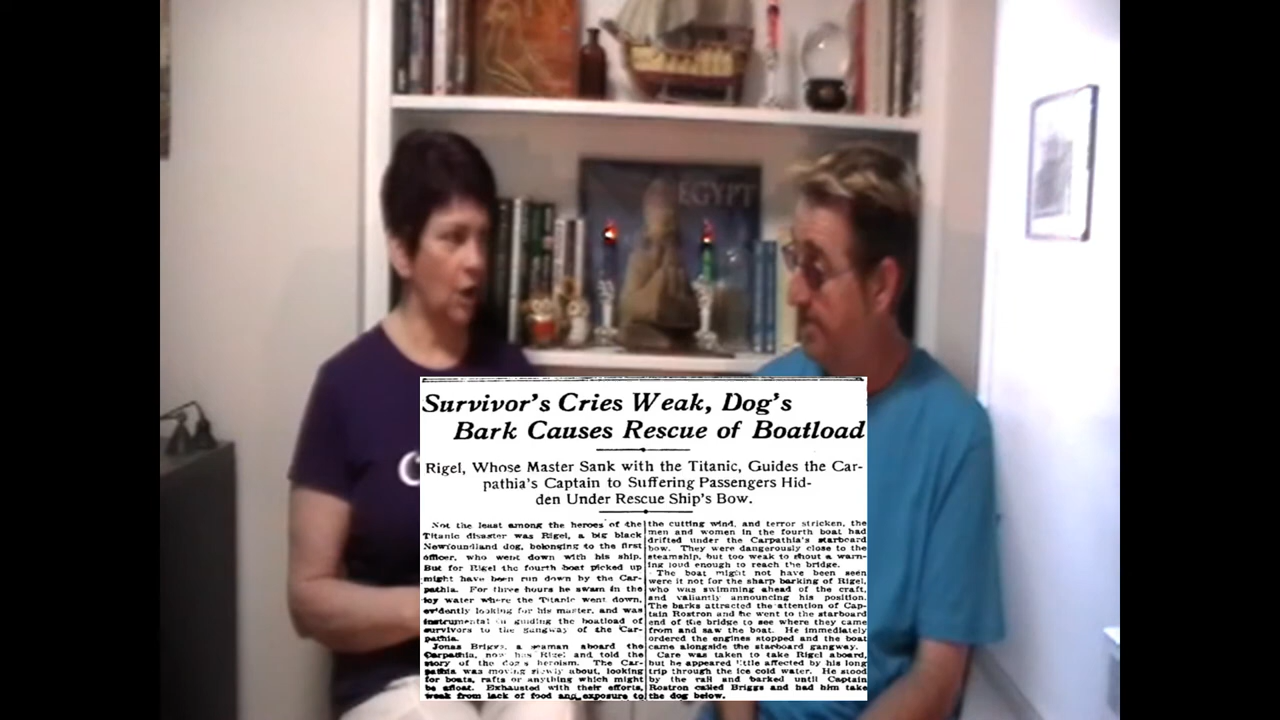 EGYPT
Survivor's Cries Weak, Dog's
Bark Causes Rescue of Boatload
Rigel, Whose Master Sank with the Titanic, Guides the Car-
pathia's Captain to Suffering Passengers Hid-
den Under Rescue Ship's Bow.
Not the least among the heroes of the
Titanic disaster was Rigel, a big black
Newfoundland dog, belonging to the first
officer, who went down with his ship.
But for Rigel the fourth boat picked up
might have been run down by the Car-
pathia. For three hours he swam in the
icy water where the Titanic went down,
evidently looking for his master, and was
instrumental in guiding the boatload of
survivors to the gangway of the Car-
pathia.
Jonas Briggs, a seaman aboard the
Carpathia, now has Rigel and told the
story of the dog's heroism. The Car-
pathia was moving slowly about, looking
for boats, rafts or anything which might
be afloat. Exhausted with their efforts,
weak from lack of food and exposure to
the cutting wind, and terror stricken, the
men and women in the fourth boat had
drifted under the Carpathia's starboard
bow. They were dangerously close to the
steamship, but too weak to shout a warn-
ing loud enough to reach the bridge.
The boat might not have been seen
were it not for the sharp barking of Rigel,
who was swimming ahead of the craft,
and valiantly announcing his position.
The barks attracted the attention of Cap-
tain Rostron and he went to the starboard
end of the bridge to see where they came
from and saw the boat. He immediately
ordered the engines stopped and the boat
came alongside the starboard gangway.
Care was taken to take Rigel aboard,
but he appeared little affected by his long
trip through the ice cold water. He stood
by the rail and barked until Captain
Rostron called Briggs and had him take
the dog below.